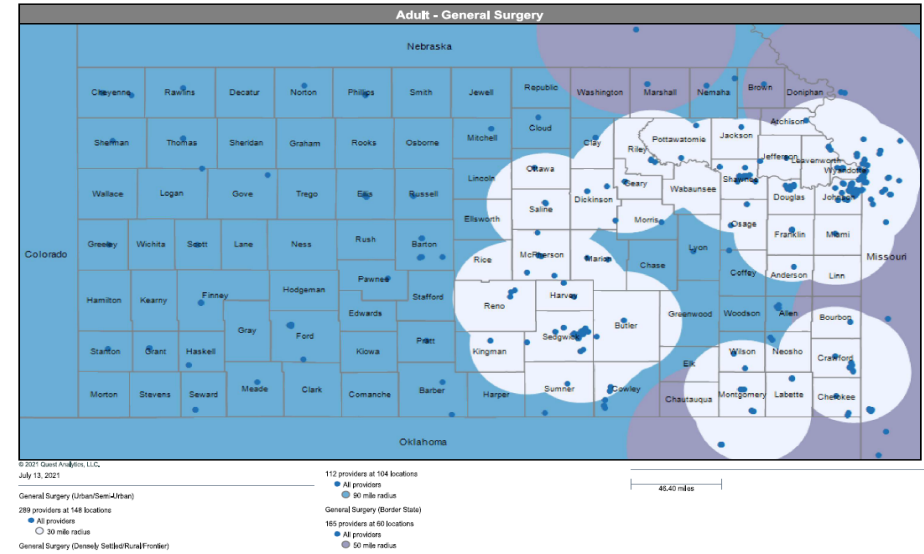 Adult - General Surgery
Nebraska
Cheyenne Rawlins Decatur Norton Phillips Smith Jewell Republic Washington Marshall Nemaha Brown Doniphan
Atchison
Sherman Thomas Sheridan Graham Rooks Osborne Mitchell Cloud Clay Riley Pottawatomie Jackson
Jefferson Leavenworth
Wyandotte
Wallace Logan Gove Trego Ellis Russell Lincoln Ottawa Dickinson Geary Wabaunsee Shawnee Douglas Johnson
Saline Morris Osage
Ellsworth
Colorado Greeley Wichita Scott Lane Ness Rush Barton Rice McPherson Marion Chase Lyon Franklin Miami Missouri
Pawnee Coffey Anderson Linn
Hamilton Kearny Finney Hodgeman Stafford Reno Harvey
Edwards Butler Greenwood Woodson Allen Bourbon
Gray Ford
Stanton Grant Haskell Kiowa Pratt Kingman Sedgwick Elk Wilson Neosho Crawford
Morton Stevens Seward Meade Clark Comanche Barber Harper Sumner Cowley Chautauqua Montgomery Labette Cherokee
Oklahoma
© 2021 Quest Analytics, LLC.
July 13, 2021
General Surgery (Urban/Semi-Urban)
289 providers at 148 locations
All providers
30 mile radius
General Surgery (Densely Settled/Rural/Frontier)
112 providers at 104 locations
All providers
90 mile radius
General Surgery (Border State)
165 providers at 60 locations
All providers
50 mile radius
46.40 miles